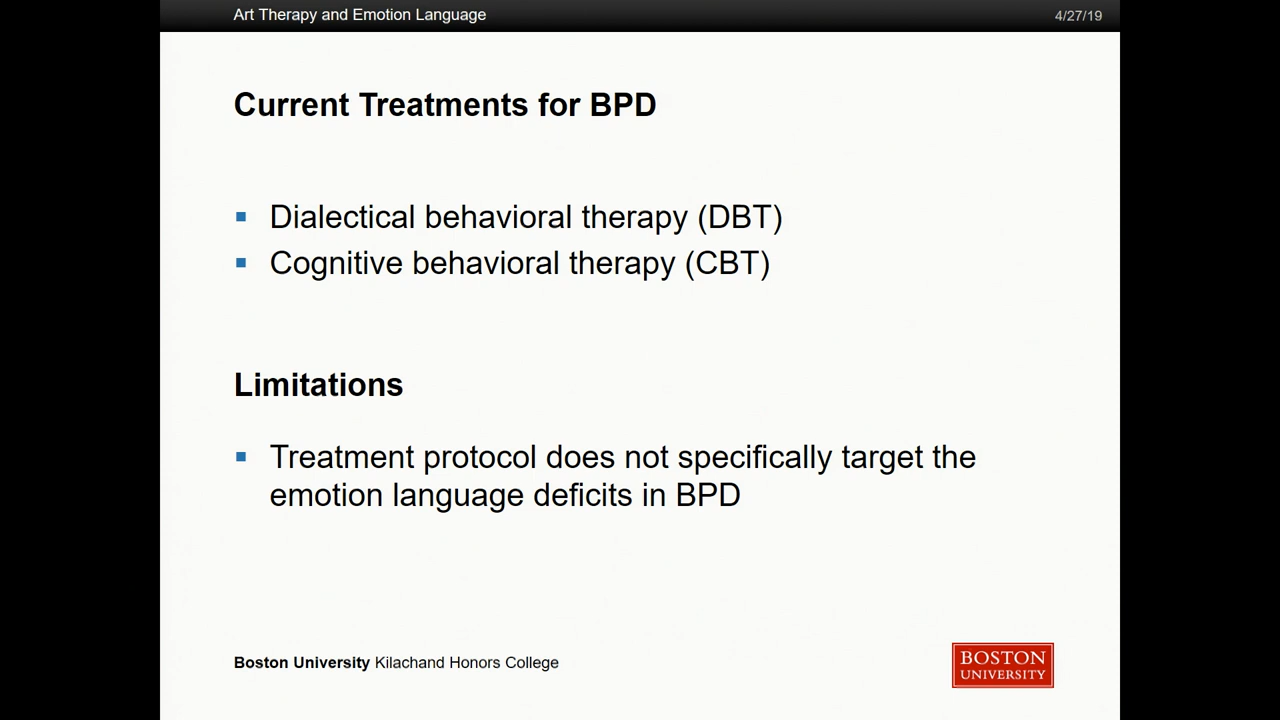 Art Therapy and Emotion Language
4/27/19
Current Treatments for BPD
Dialectical behavioral therapy (DBT)
Cognitive behavioral therapy (CBT)
Limitations
Treatment protocol does not specifically target the
emotion language deficits in BPD
Boston University Kilachand Honors College
BOSTON
UNIVERSITY